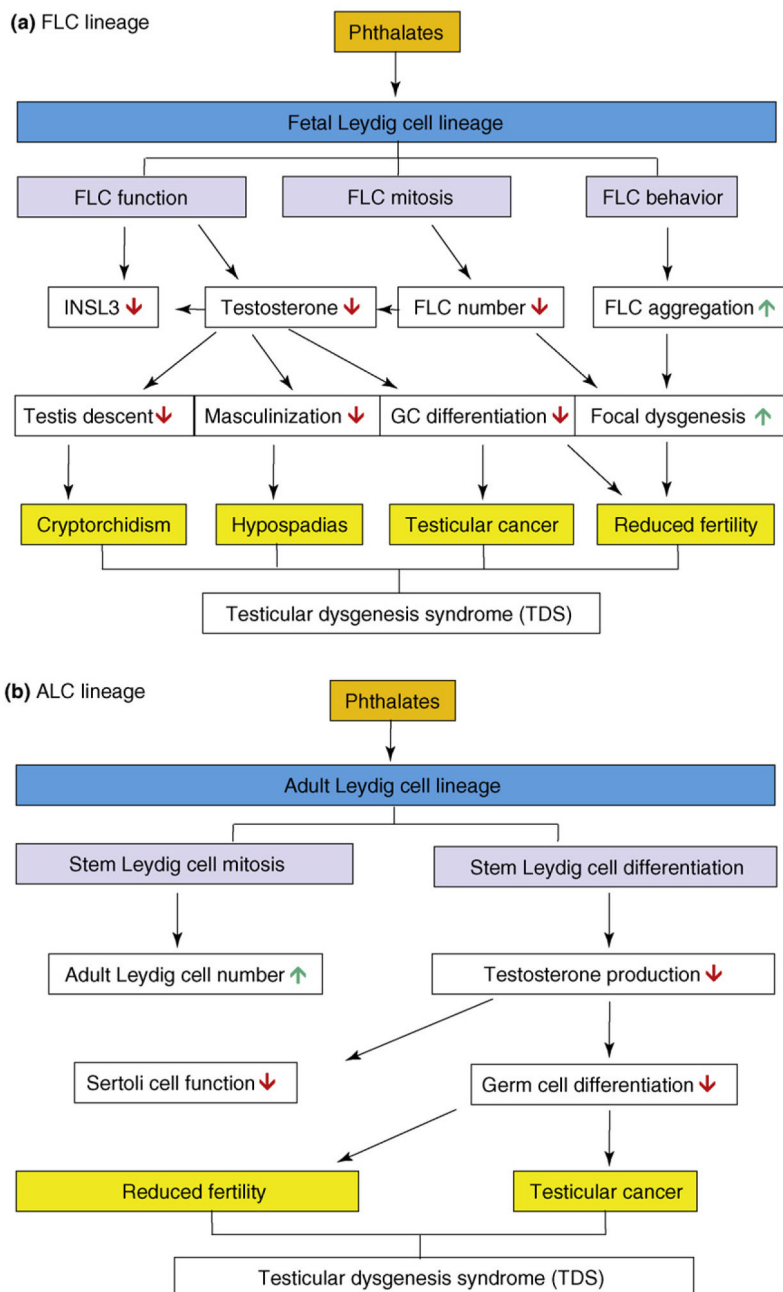 (a) FLC lineage
Phthalates
Fetal Leydig cell lineage
FLC function
FLC mitosis
FLC behavior
INSL3 ↓
Testosterone ↓
FLC number ↓
FLC aggregation ↑
Testis descent ↓
Masculinization ↓
GC differentiation ↓
Focal dysgenesis ↑
Cryptorchidism
Hypospadias
Testicular cancer
Reduced fertility
Testicular dysgenesis syndrome (TDS)
(b) ALC lineage
Phthalates
Adult Leydig cell lineage
Stem Leydig cell mitosis
Stem Leydig cell differentiation
Adult Leydig cell number ↑
Testosterone production ↓
Sertoli cell function ↓
Germ cell differentiation ↓
Reduced fertility
Testicular cancer
Testicular dysgenesis syndrome (TDS)